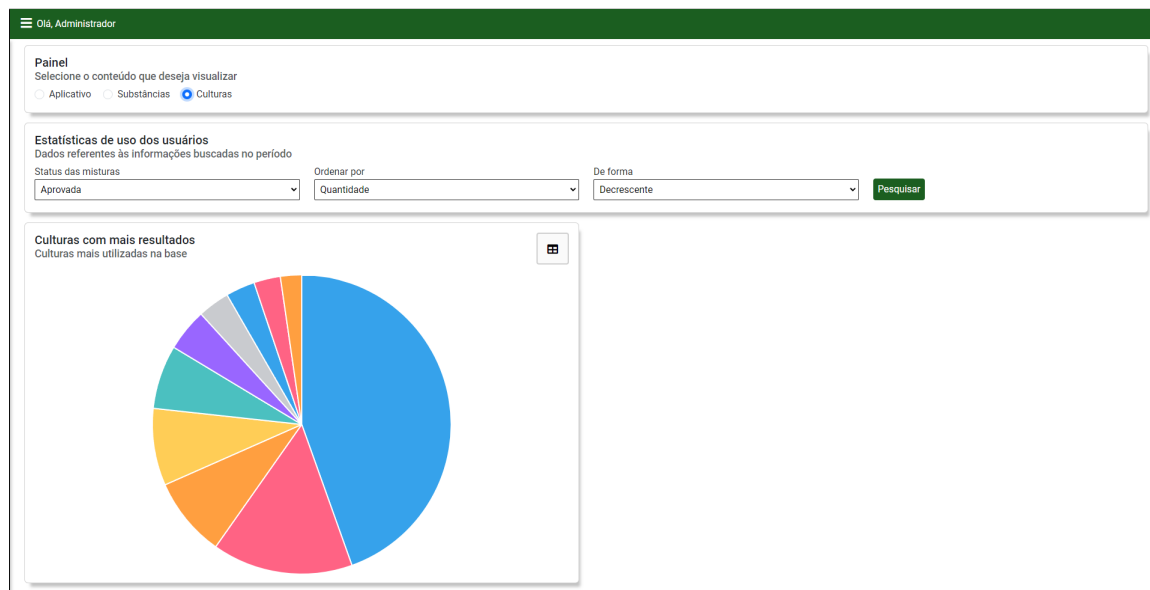 Olá, Administrador
Painel
Selecione o conteúdo que deseja visualizar
Aplicativo Substâncias Culturas
Estatísticas de uso dos usuários
Dados referentes às informações buscadas no período
Status das misturas Ordenar por De forma
Aprovada Quantidade Decrescente Pesquisar
Culturas com mais resultados
Culturas mais utilizadas na base